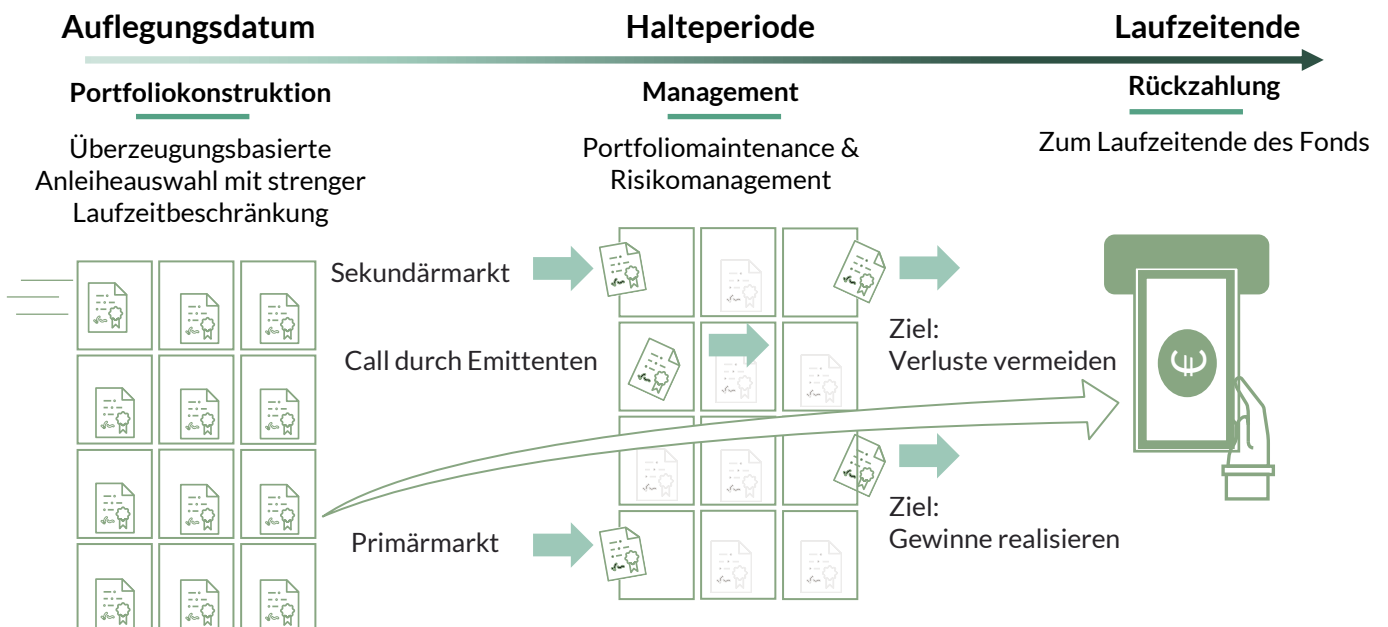 Auflegungsdatum
Halteperiode
Laufzeitende
Portfoliokonstruktion
Management
Rückzahlung
Überzeugungsbasierte
Anleiheauswahl mit strenger
Laufzeitbeschränkung
Portfoliomaintenance &
Risikomanagement
Zum Laufzeitende des Fonds
Sekundärmarkt
Call durch Emittenten
Primärmarkt
Ziel:
Verluste vermeiden
Ziel:
Gewinne realisieren
€